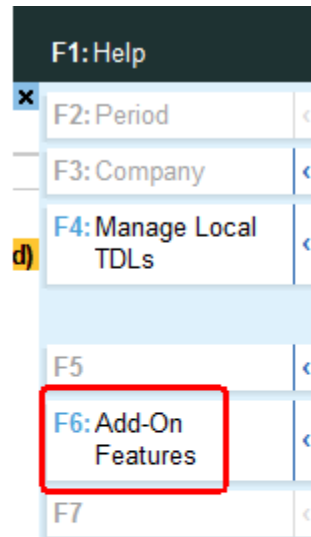 F1: Help
F2: Period
F3: Company
F4: Manage Local
TDLs
d)
F5
F6: Add-On
Features
F7